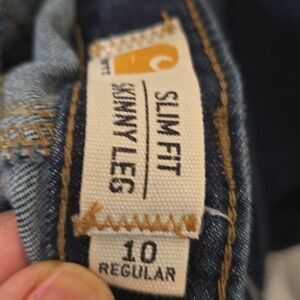 SLIM FIT
SKINNY LEG
10
REGULAR